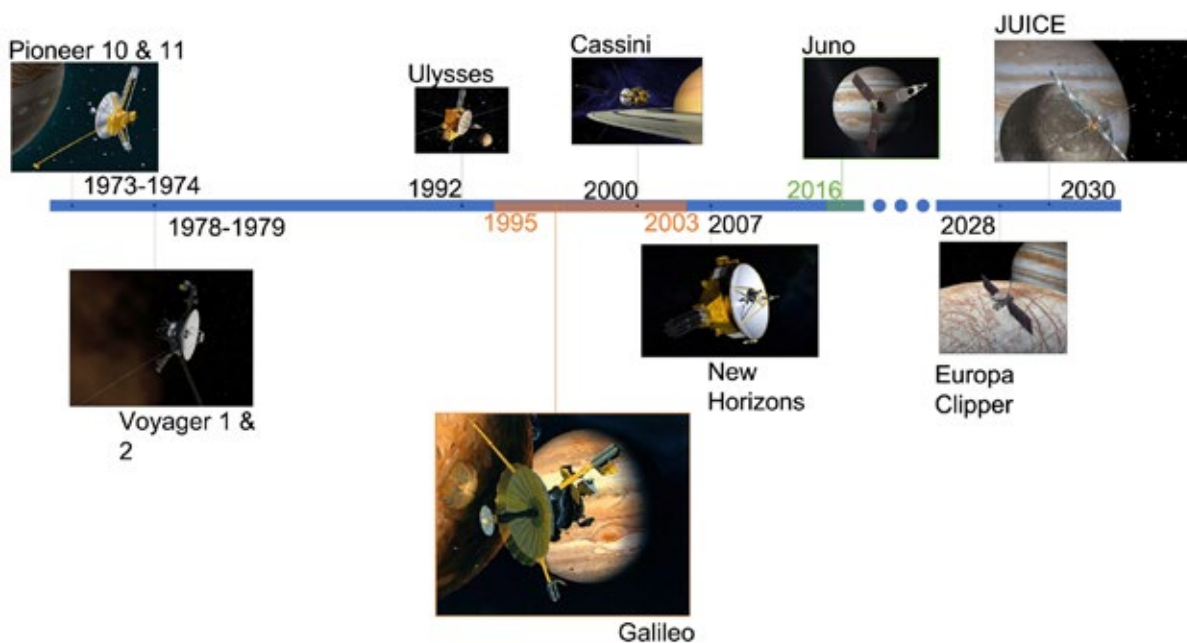 Pioneer 10 & 11
Ulysses
Cassini
Juno
JUICE
1973-1974
1992
2000
2016
2030
1978-1979
1995
2003
2007
2028
Voyager 1 &
2
New
Horizons
Europa
Clipper
Galileo